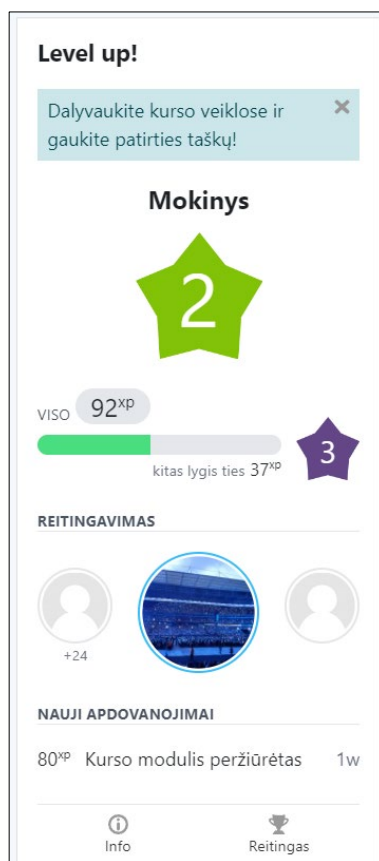 Level up!
Dalyvaukite kurso veiklose ir
gaukite patirties taškų!
×
Mokinys
2
VISO 92xp
3
kitas lygis ties 37xp
REITINGAVIMAS
+24
NAUJI APDOVANOJIMAI
80xp Kurso modulis peržiūrėtas 1w
Info Reitingas